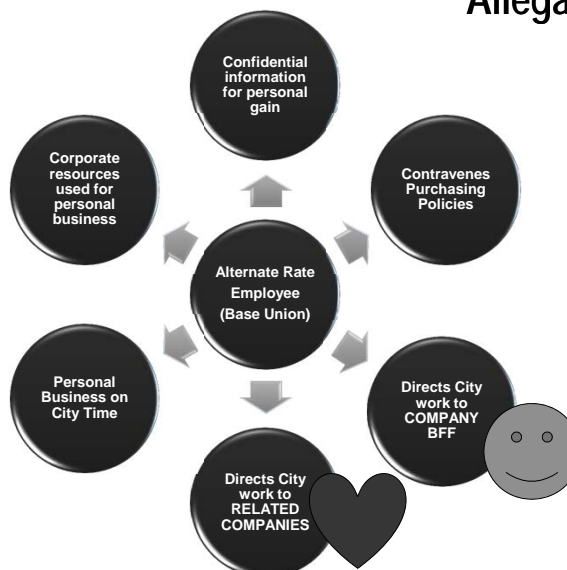 Confidential
information
for personal
gain
Corporate
resources
used for
personal
business
Contravenes
Purchasing
Policies
Alternate Rate
Employee
(Base Union)
Personal
Business on
City Time
Directs City
work to
COMPANY
BFF
Directs City
work to
RELATED
COMPANIES